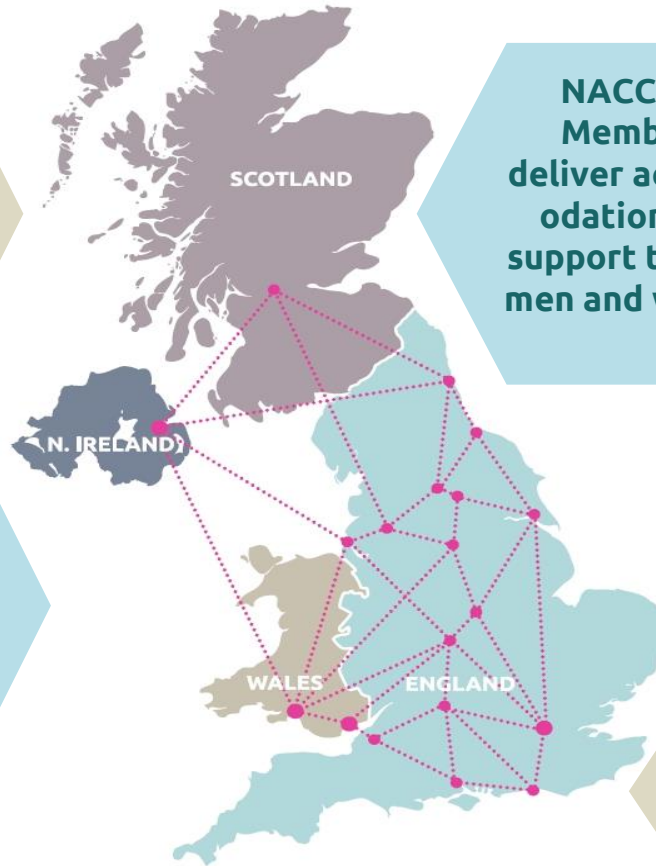 SCOTLAND
NACC
Memb
deliver ac
odation
support t
men and
N. IRELAND
WALES
ENGLAND